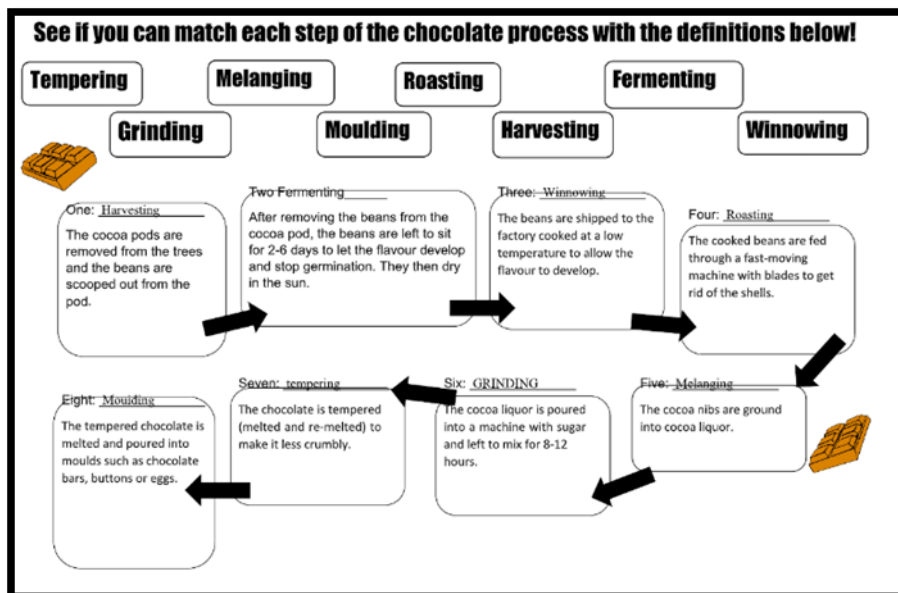 See if you can match each step of the chocolate process with the definitions below!
Tempering
Melanging
Roasting
Fermenting
Grinding
Moulding
Harvesting
Winnowing
One: Harvesting
The cocoa pods are
removed from the trees
and the beans are
scooped out from the
pod.
Two Fermenting
After removing the beans from the
cocoa pod, the beans are left to sit
for 2-6 days to let the flavour develop
and stop germination. They then dry
in the sun.
Three: Winnowing
The beans are shipped to the
factory cooked at a low
temperature to allow the
flavour to develop.
Four: Roasting
The cooked beans are fed
through a fast-moving
machine with blades to get
rid of the shells.
Five: Melanging
The cocoa nibs are ground
into cocoa liquor.
Six: GRINDING
The cocoa liquor is poured
into a machine with sugar
and left to mix for 8-12
hours.
Seven: tempering
The chocolate is tempered
(melted and re-melted) to
make it less crumbly.
Eight: Moulding
The tempered chocolate is
melted and poured into
moulds such as chocolate
bars, buttons or eggs.